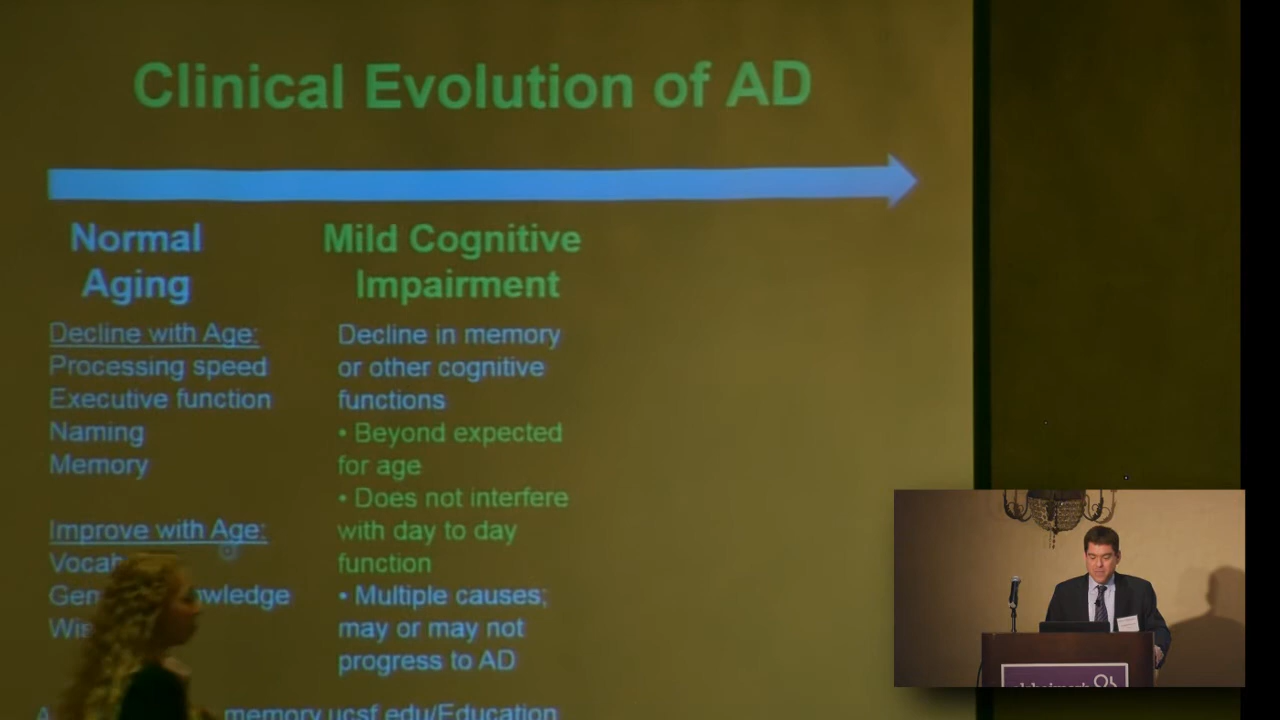 Clinical Evolution of AD
Normal
Aging
Decline with Age:
Processing speed
Executive function
Naming
Memory
Improve with Age:
Mild Cognitive
Impairment
Decline in memory
or other cognitive
functions
• Beyond expected
for age
• Does not interfere
with day to day
function
• Multiple causes;
may or may not
progress to AD
memory.ucsf.edu/Education